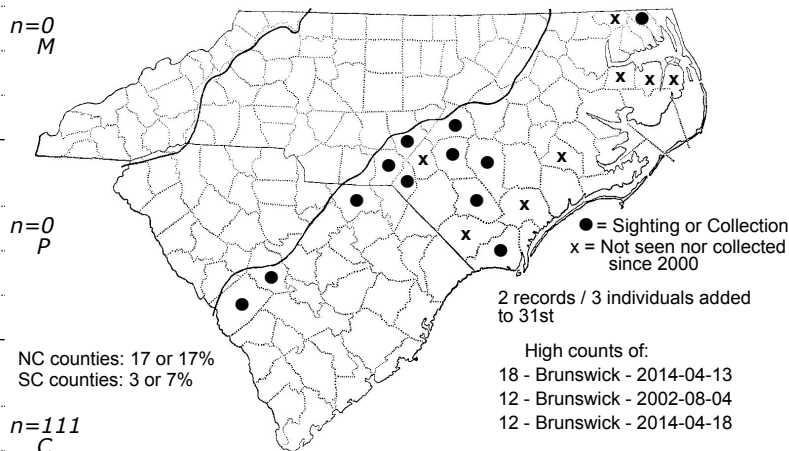 n=0
M
n=0
P
n=111
C
● = Sighting or Collection
x = Not seen nor collected
since 2000
2 records / 3 individuals added
to 31st
NC counties: 17 or 17%
SC counties: 3 or 7%
High counts of:
18 - Brunswick - 2014-04-13
12 - Brunswick - 2002-08-04
12 - Brunswick - 2014-04-18